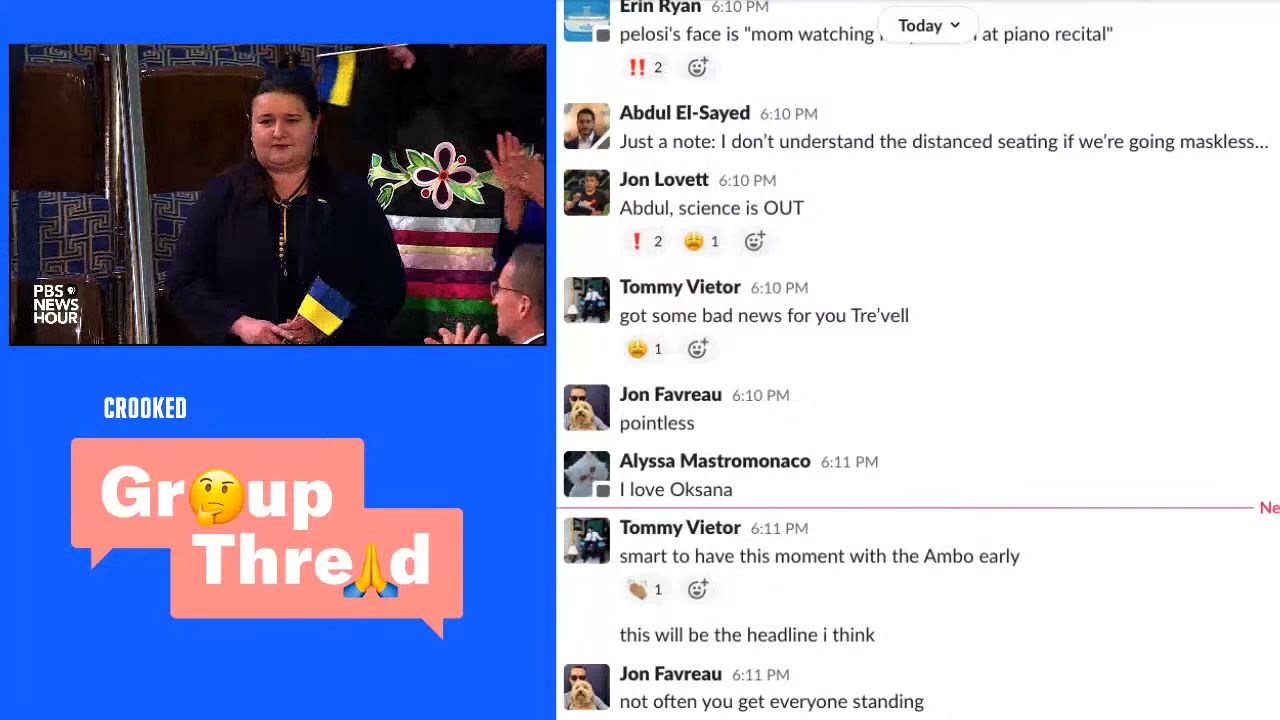 PBS
NEWS
HOUR
CROOKED
Gr🤔up
Thre🙏d
Erin Ryan 6:10 PM
pelosi's face is "mom watching at piano recital"
Today
‼️ 2
Abdul El-Sayed 6:10 PM
Just a note: I don’t understand the distanced seating if we’re going maskless…
Jon Lovett 6:10 PM
Abdul, science is OUT
❗ 2 😩 1
Tommy Vietor 6:10 PM
got some bad news for you Tre’vell
😩 1
Jon Favreau 6:10 PM
pointless
Alyssa Mastromonaco 6:11 PM
I love Oksana
Ne
Tommy Vietor 6:11 PM
smart to have this moment with the Ambo early
👏🏽 1
this will be the headline i think
Jon Favreau 6:11 PM
not often you get everyone standing